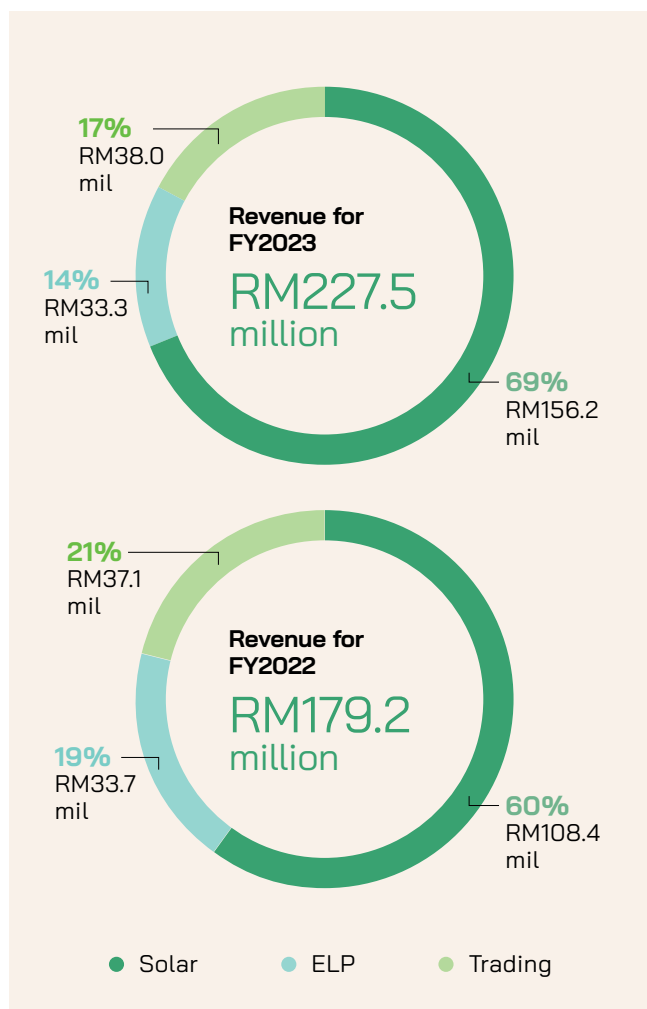 17%
RM38.0
mil
14%
RM33.3
mil
Revenue for
FY2023
RM227.5
million
69%
RM156.2
mil
21%
RM37.1
mil
19%
RM33.7
mil
Revenue for
FY2022
RM179.2
million
60%
RM108.4
mil
Solar
ELP
Trading